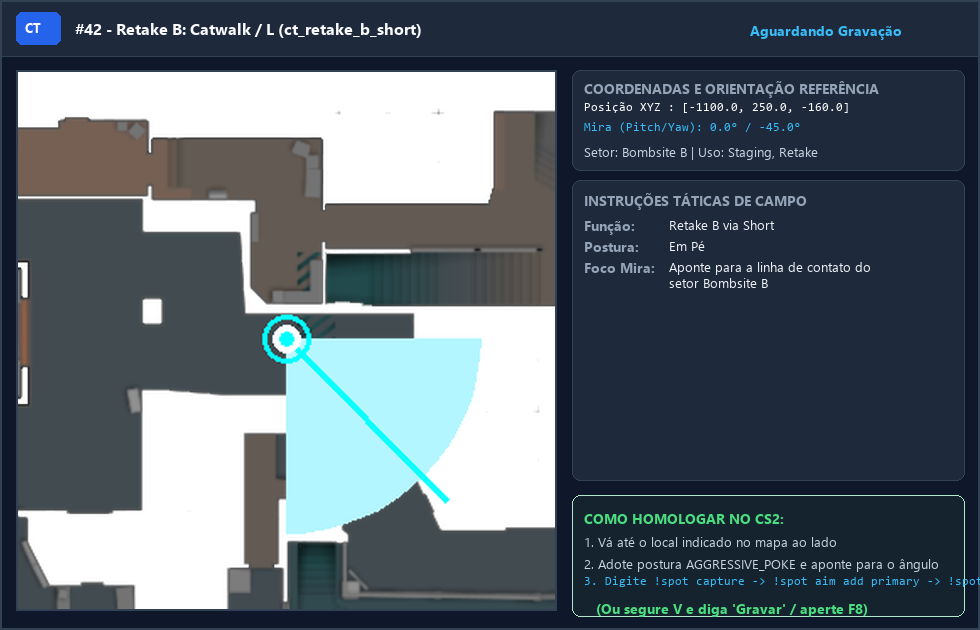 CT
#42 - Retake B: Catwalk / L (ct_retake_b_short)
Aguardando Gravação
COORDENADAS E ORIENTAÇÃO REFERÊNCIA
Posição XYZ : [-1100.0, 250.0, -160.0]
Mira (Pitch/Yaw): 0.0° / -45.0°
Setor: Bombsite B | Uso: Staging, Retake
INSTRUÇÕES TÁTICAS DE CAMPO
Função: Retake B via Short
Postura: Em Pé
Foco Mira: Aponte para a linha de contato do
setor Bombsite B
COMO HOMOLOGAR NO CS2:
1. Vá até o local indicado no mapa ao lado
2. Adote postura AGGRESSIVE_POKE e aponte para o ângulo
3. Digite !spot capture -> !spot aim add primary -> !spot
(Ou segure V e diga 'Gravar' / aperte F8)